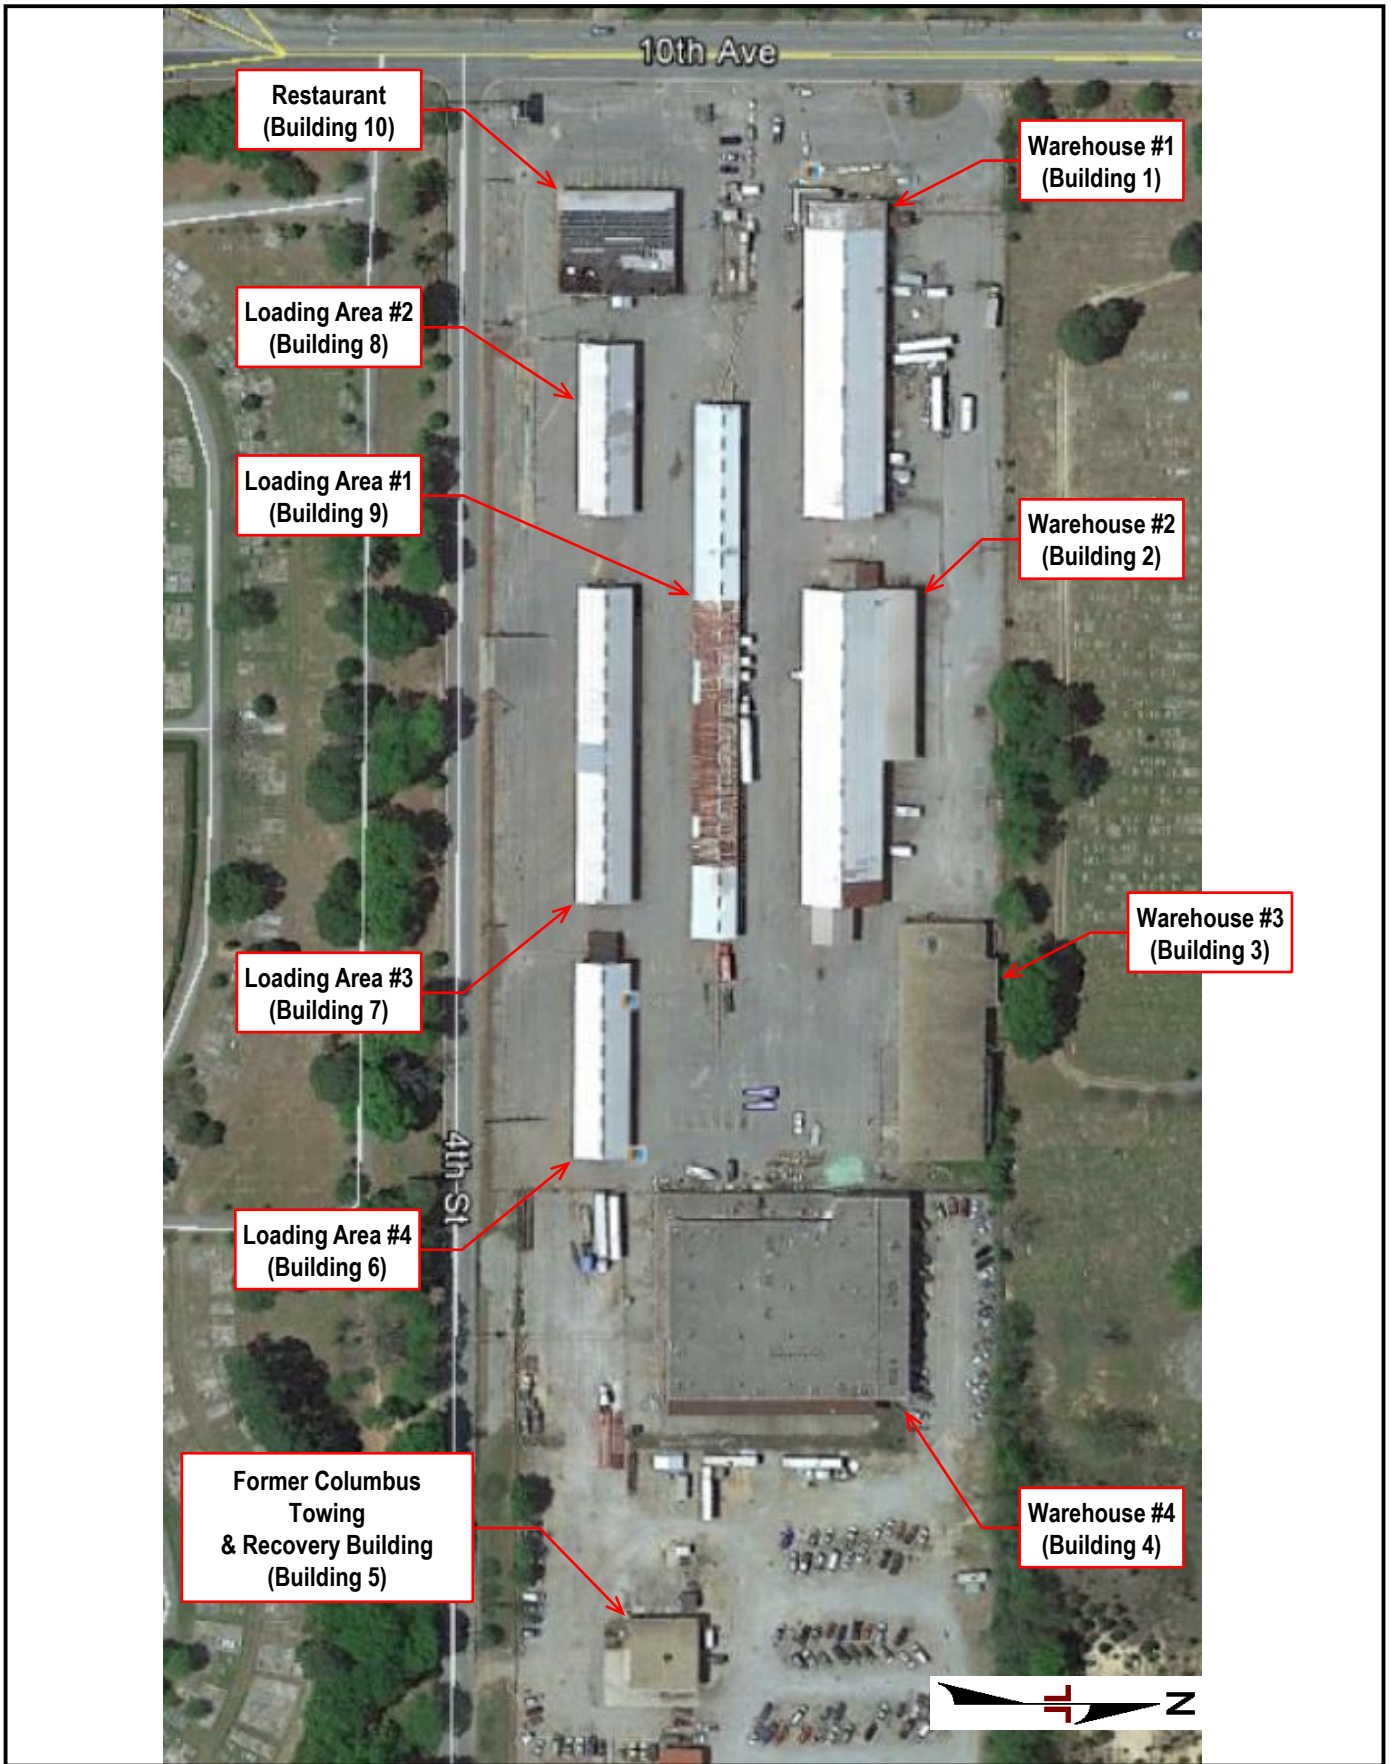 10th Ave
Restaurant
(Building 10)
Warehouse #1
(Building 1)
Loading Area #2
(Building 8)
Loading Area #1
(Building 9)
Warehouse #2
(Building 2)
Warehouse #3
(Building 3)
Loading Area #3
(Building 7)
4th St
Loading Area #4
(Building 6)
Former Columbus
Towing
& Recovery Building
(Building 5)
Warehouse #4
(Building 4)
N